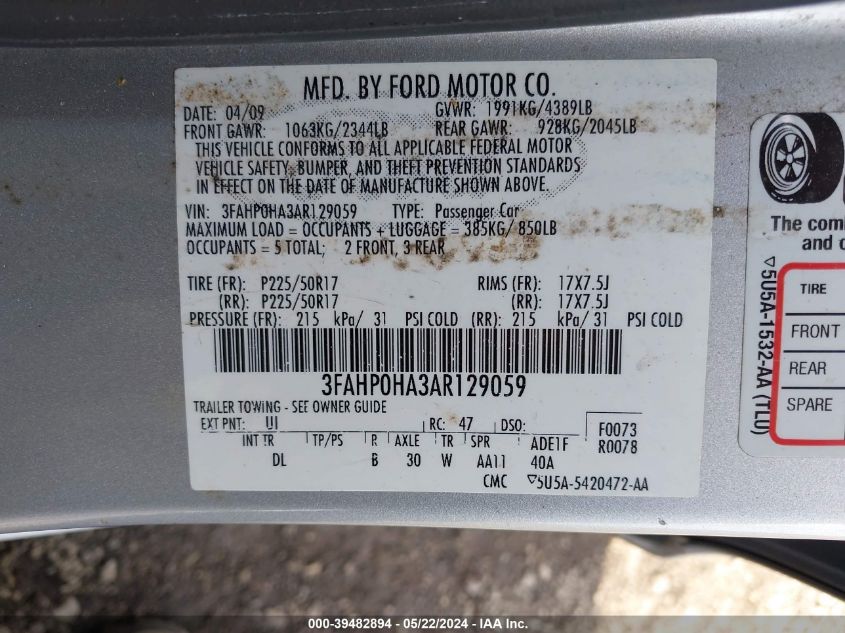 MFD. BY FORD MOTOR CO.
DATE: 04/09 GVWR: 1991KG/4389LB
FRONT GAWR: 1063KG/2344LB REAR GAWR: 928KG/2045LB
THIS VEHICLE CONFORMS TO ALL APPLICABLE FEDERAL MOTOR
VEHICLE SAFETY, BUMPER, AND THEFT PREVENTION STANDARDS
IN EFFECT ON THE DATE OF MANUFACTURE SHOWN ABOVE.
VIN: 3FAHP0HA3AR129059 TYPE: Passenger Car
MAXIMUM LOAD = OCCUPANTS + LUGGAGE = 385KG/ 850LB
OCCUPANTS = 5 TOTAL; 2 FRONT, 3 REAR
TIRE (FR): P225/50R17 RIMS (FR): 17X7.5J
(RR): P225/50R17 (RR): 17X7.5J
PRESSURE (FR): 215 kPa/ 31 PSI COLD (RR): 215 kPa/ 31 PSI COLD
3FAHP0HA3AR129059
TRAILER TOWING - SEE OWNER GUIDE
EXT PNT: UI RC: 47 DSO: F0073
INT TR TP/PS R AXLE TR SPR ADE1F R0078
DL B 30 W AA11 40A
CMC ▽5U5A-5420472-AA
The com
and
▽5U5A-1532-AA (TLU)
TIRE
FRONT
REAR
SPARE
000-39482894 - 05/22/2024 - IAA Inc.